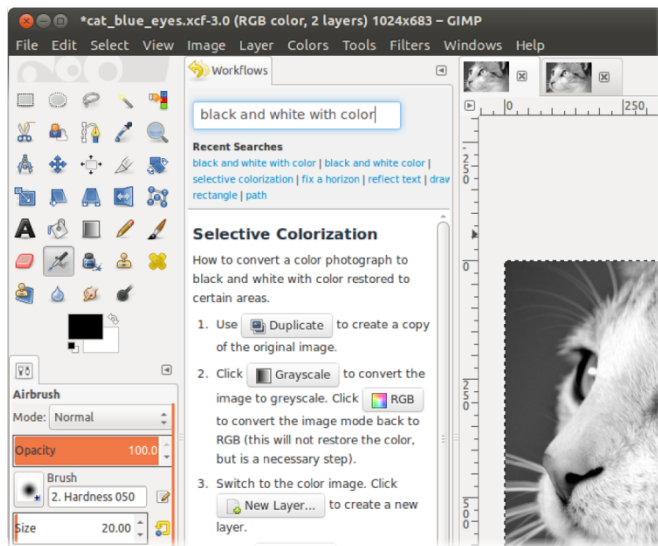 *cat_blue_eyes.xcf-3.0 (RGB color, 2 layers) 1024x683 – GIMP
File Edit Select View Image Layer Colors Tools Filters Windows Help
Workflows
black and white with color
Recent Searches
black and white with color | black and white color |
selective colorization | fix a horizon | reflect text | draw
rectangle | path
Selective Colorization
How to convert a color photograph to
black and white with color restored to
certain areas.
1. Use Duplicate to create a copy
of the original image.
2. Click Grayscale to convert the
image to greyscale. Click RGB
to convert the image mode back to
RGB (this will not restore the color,
but is a necessary step).
3. Switch to the color image. Click
New Layer... to create a new
layer.
Airbrush
Mode: Normal
Opacity 100.0
Brush
2. Hardness 050
Size 20.00
0 250
-250
0
250
500